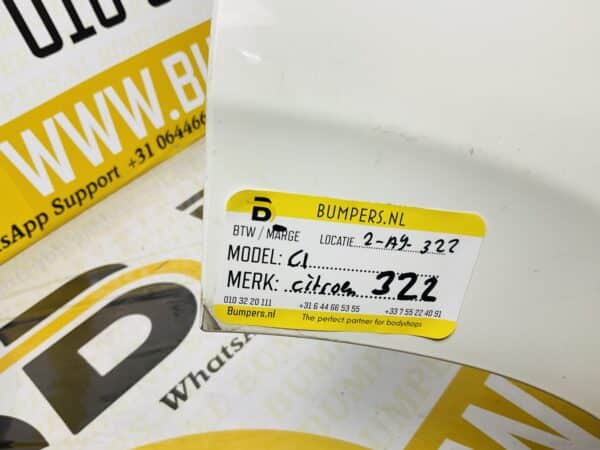 WWW.BU
WhatsApp Support +31 064466
BUMPERS.NL
BTW / MARGE LOCATIE 2-A9-322
MODEL: C1
MERK: citroen 322
010 32 20 111 +31 6 44 66 53 55 +33 7 55 22 40 91
Bumpers.nl The perfect partner for bodyshops
WhatsA